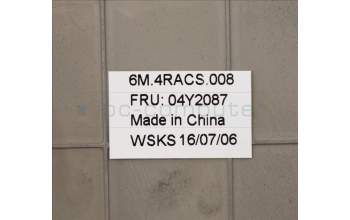 6M.4RACS.008
FRU: 04Y2087
Made in China
WSKS 16/07/06